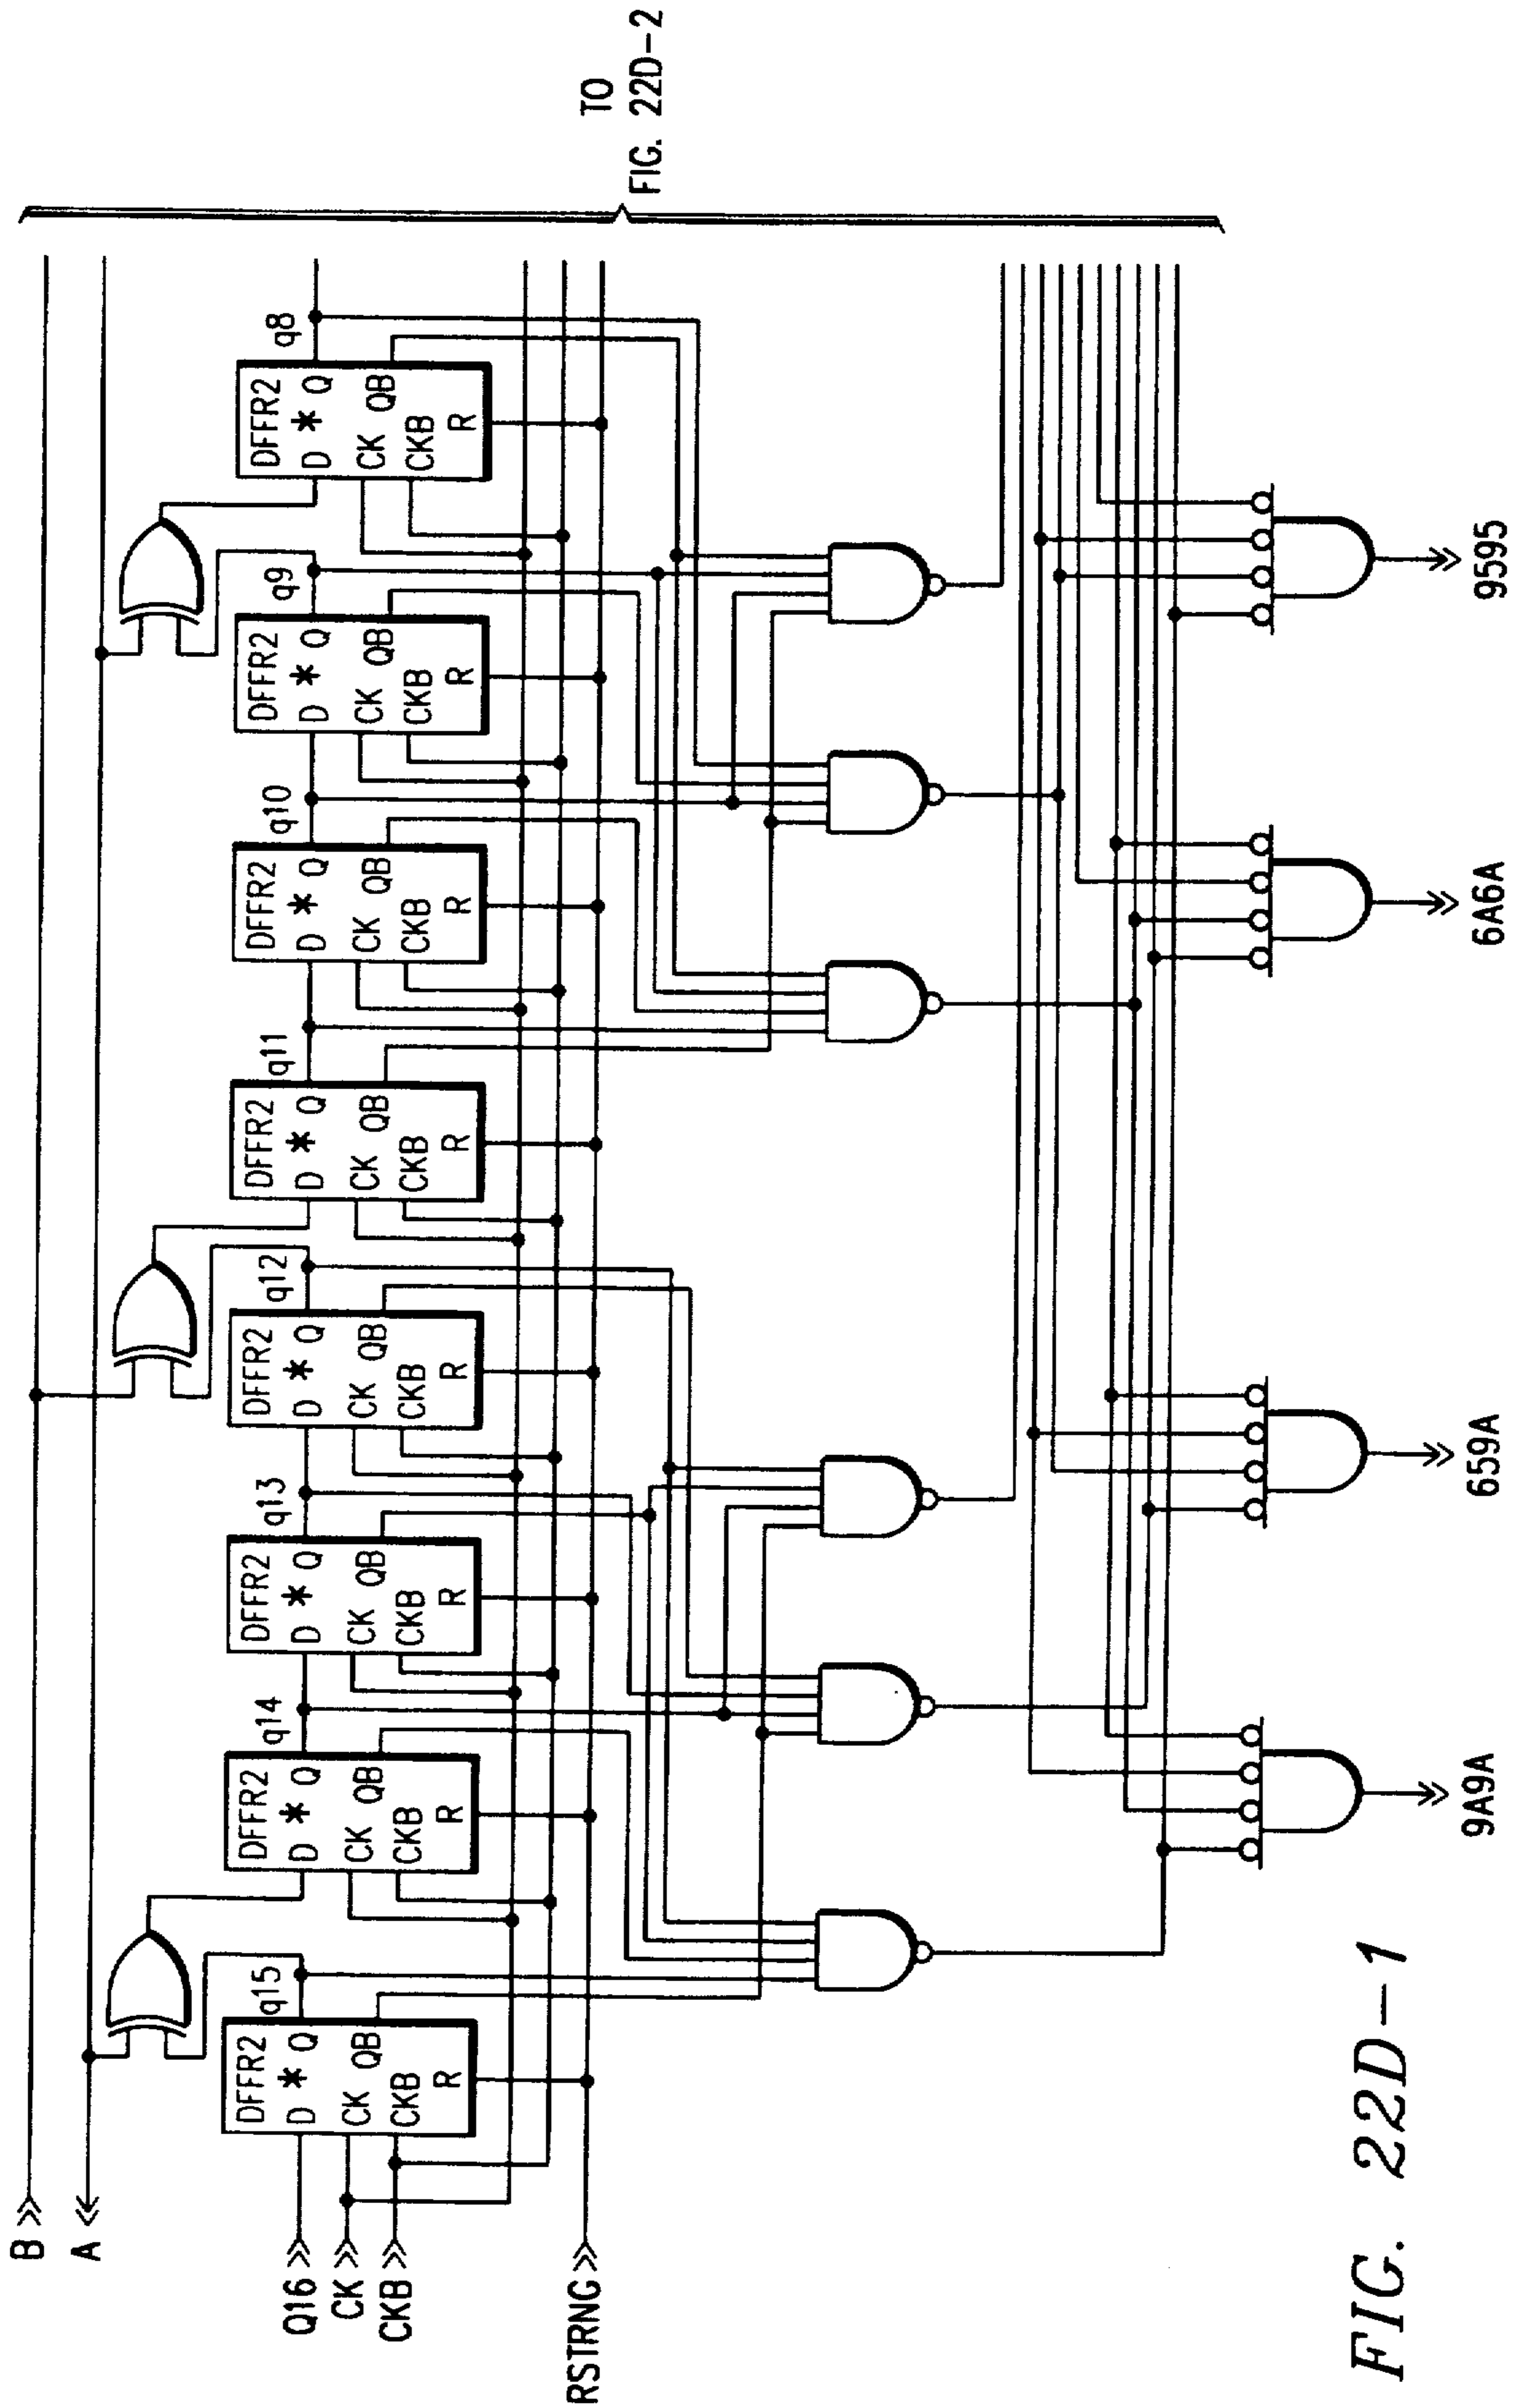 B
A
Q16
CK
CKB
RSTRNG
q15
DFFR2
D * Q
CK QB
CKB
R
q14
DFFR2
D * Q
CK QB
CKB
R
q13
DFFR2
D * Q
CK QB
CKB
R
q12
DFFR2
D * Q
CK QB
CKB
R
q11
DFFR2
D * Q
CK QB
CKB
R
q10
DFFR2
D * Q
CK QB
CKB
R
q9
DFFR2
D * Q
CK QB
CKB
R
q8
DFFR2
D * Q
CK QB
CKB
R
TO
FIG. 22D-2
9A9A
659A
6A6A
9595
FIG. 22D-1